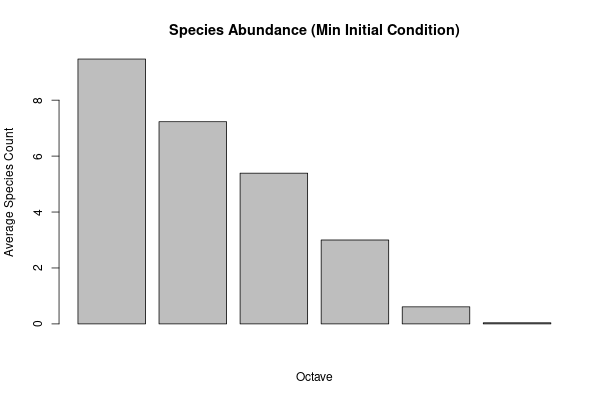 Species Abundance (Min Initial Condition)
Average Species Count
8
6
4
2
0
Octave